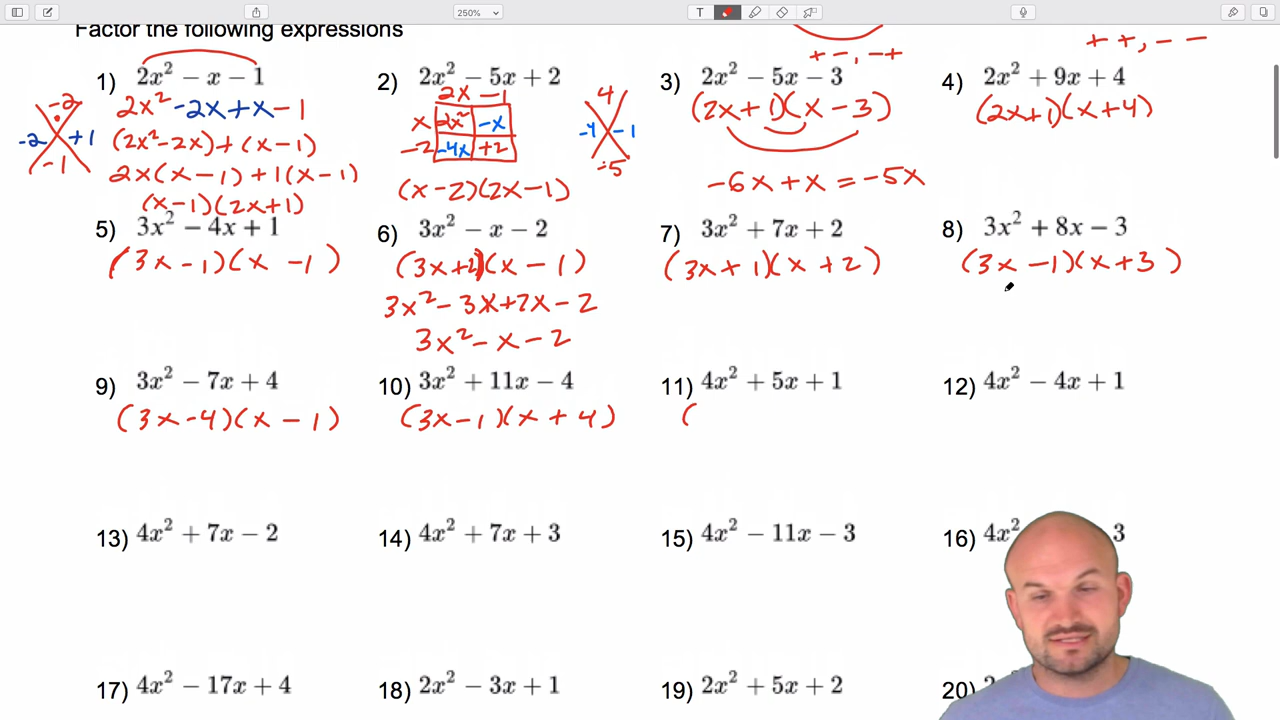 250%
T
Factor the following expressions
+ -, - +
+ +, - -
1) 2x² − x − 1
2x² -2x+x-1
-2
-2 +1
-1
(2x²-2x)+(x-1)
2x(x-1)+1(x-1)
(x-1)(2x+1)
2) 2x² − 5x + 2
2x -1
x 2x² -x
-2 -4x +2
4
-4 -1
-5
(x-2)(2x-1)
3) 2x² − 5x − 3
(2x+1)(x-3)
-6x+x=-5x
4) 2x² + 9x + 4
(2x+1)(x+4)
5) 3x² − 4x + 1
(3x-1)(x-1)
6) 3x² − x − 2
(3x+2)(x-1)
3x²-3x+2x-2
3x²-x-2
7) 3x² + 7x + 2
(3x+1)(x+2)
8) 3x² + 8x − 3
(3x-1)(x+3)
9) 3x² − 7x + 4
(3x-4)(x-1)
10) 3x² + 11x − 4
(3x-1)(x+4)
11) 4x² + 5x + 1
(
12) 4x² − 4x + 1
13) 4x² + 7x − 2
14) 4x² + 7x + 3
15) 4x² − 11x − 3
16) 4x² 3
17) 4x² − 17x + 4
18) 2x² − 3x + 1
19) 2x² + 5x + 2
20)